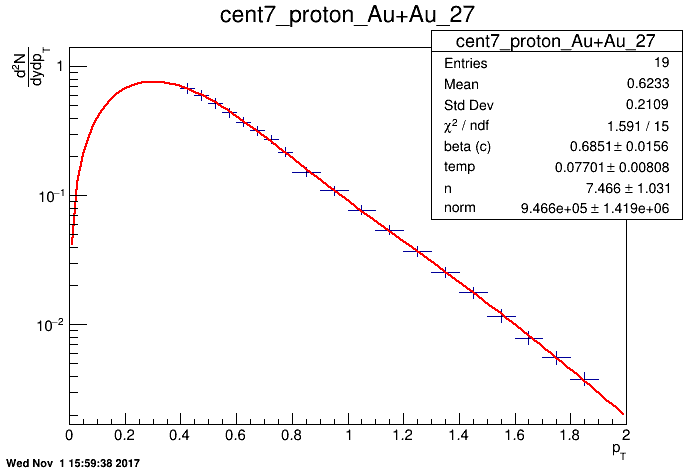 cent7_proton_Au+Au_27
cent7_proton_Au+Au_27
Entries 19
Mean 0.6233
Std Dev 0.2109
χ² / ndf 1.591 / 15
beta (c) 0.6851 ± 0.0156
temp 0.07701 ± 0.00808
n 7.466 ± 1.031
norm 9.466e+05 ± 1.419e+06
d²N
dydp_T
1
10⁻¹
10⁻²
0 0.2 0.4 0.6 0.8 1 1.2 1.4 1.6 1.8 2
p_T
Wed Nov 1 15:59:38 2017